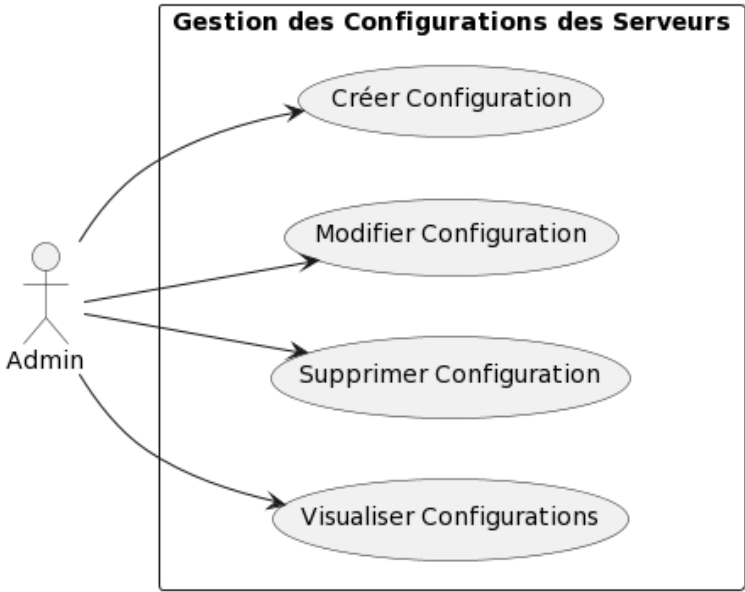 Gestion des Configurations des Serveurs
Créer Configuration
Modifier Configuration
Admin
Supprimer Configuration
Visualiser Configurations